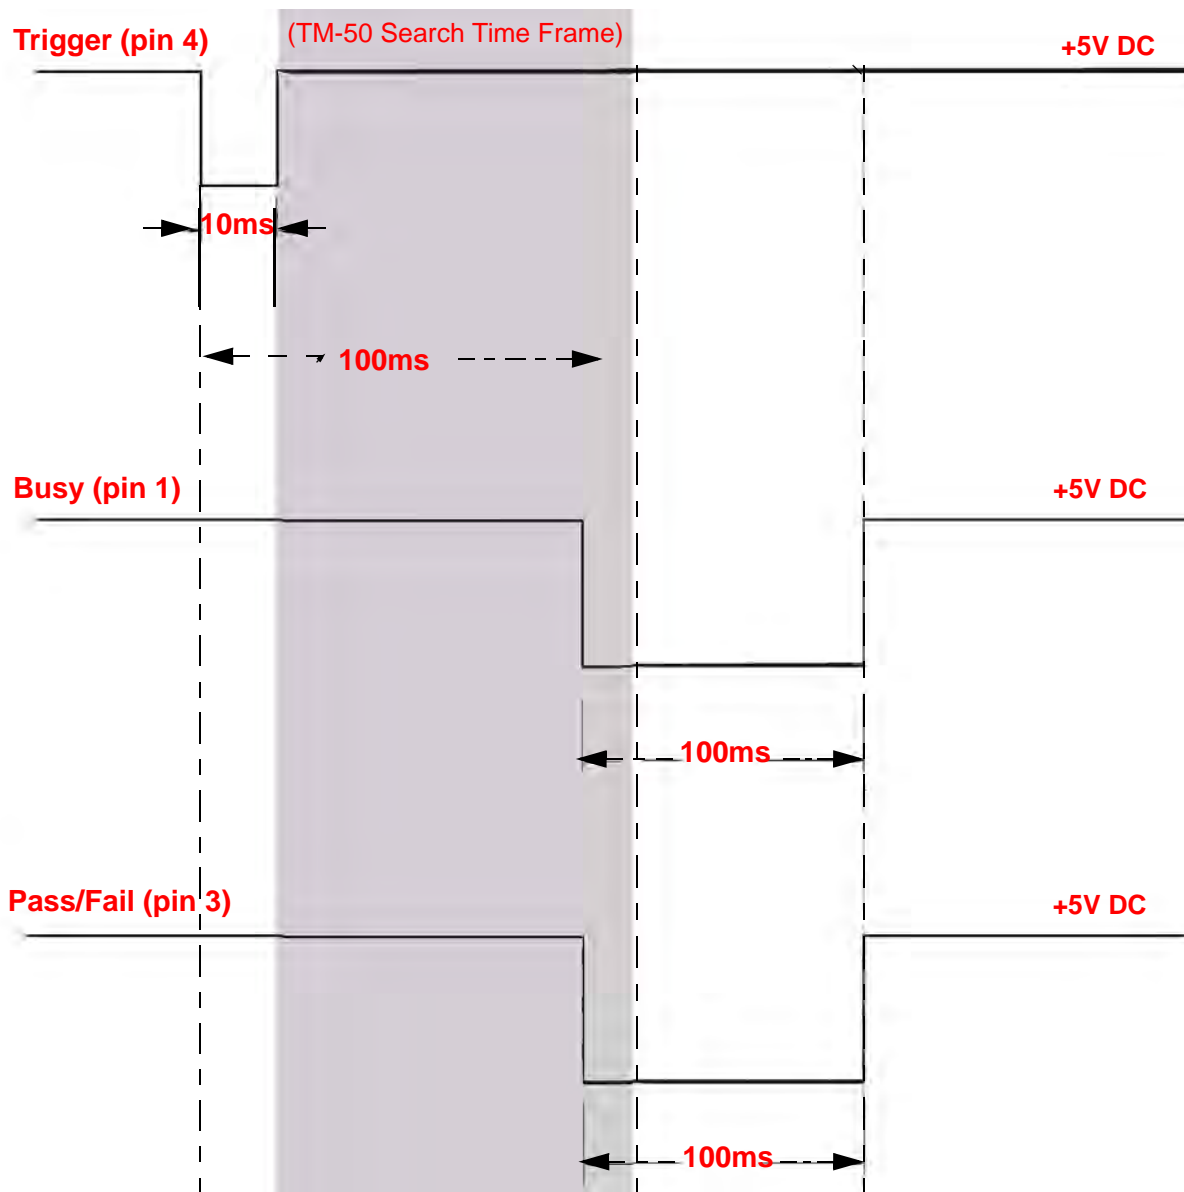 (TM-50 Search Time Frame)
Trigger (pin 4)
+5V DC
10ms
100ms
Busy (pin 1)
+5V DC
100ms
Pass/Fail (pin 3)
+5V DC
100ms